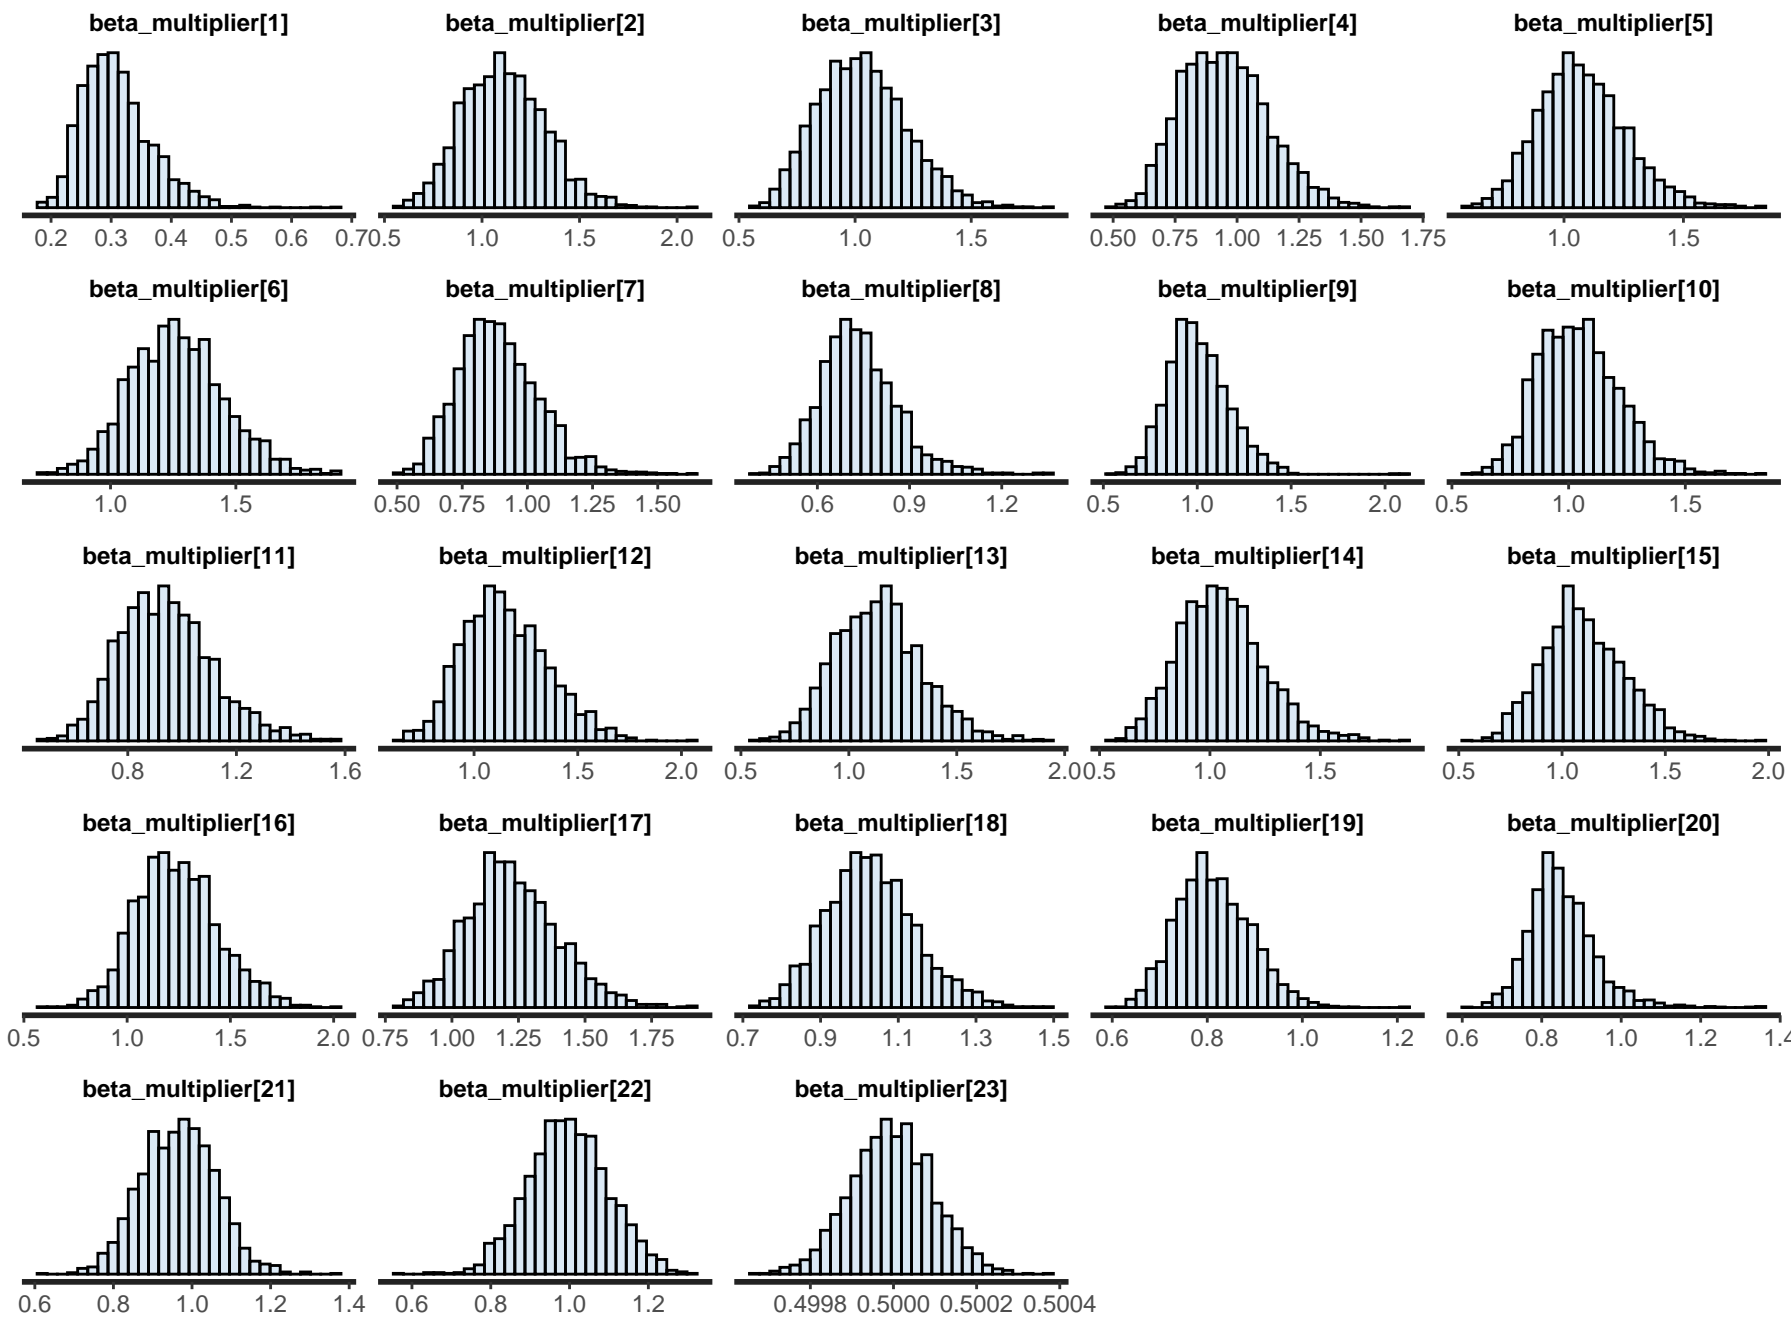 beta_multiplier[1] beta_multiplier[2] beta_multiplier[3] beta_multiplier[4] beta_multiplier[5]
0.2 0.3 0.4 0.5 0.6 0.7 0.5 1.0 1.5 2.0 0.5 1.0 1.5 0.50 0.75 1.00 1.25 1.50 1.75 1.0 1.5
beta_multiplier[6] beta_multiplier[7] beta_multiplier[8] beta_multiplier[9] beta_multiplier[10]
1.0 1.5 0.50 0.75 1.00 1.25 1.50 0.6 0.9 1.2 0.5 1.0 1.5 2.0 0.5 1.0 1.5
beta_multiplier[11] beta_multiplier[12] beta_multiplier[13] beta_multiplier[14] beta_multiplier[15]
0.8 1.2 1.6 1.0 1.5 2.0 0.5 1.0 1.5 2.0 0.5 1.0 1.5 0.5 1.0 1.5 2.0
beta_multiplier[16] beta_multiplier[17] beta_multiplier[18] beta_multiplier[19] beta_multiplier[20]
0.5 1.0 1.5 2.0 0.75 1.00 1.25 1.50 1.75 0.7 0.9 1.1 1.3 1.5 0.6 0.8 1.0 1.2 0.6 0.8 1.0 1.2 1.4
beta_multiplier[21] beta_multiplier[22] beta_multiplier[23]
0.6 0.8 1.0 1.2 1.4 0.6 0.8 1.0 1.2 0.4998 0.5000 0.5002 0.5004